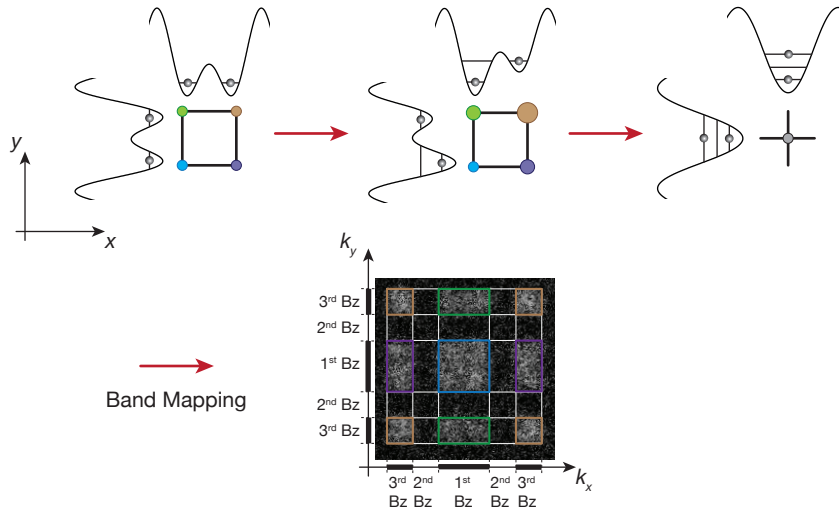 y
x
k_y
3rd Bz
2nd Bz
1st Bz
2nd Bz
3rd Bz
Band Mapping
3rd 2nd 1st 2nd 3rd k_x
Bz Bz Bz Bz Bz